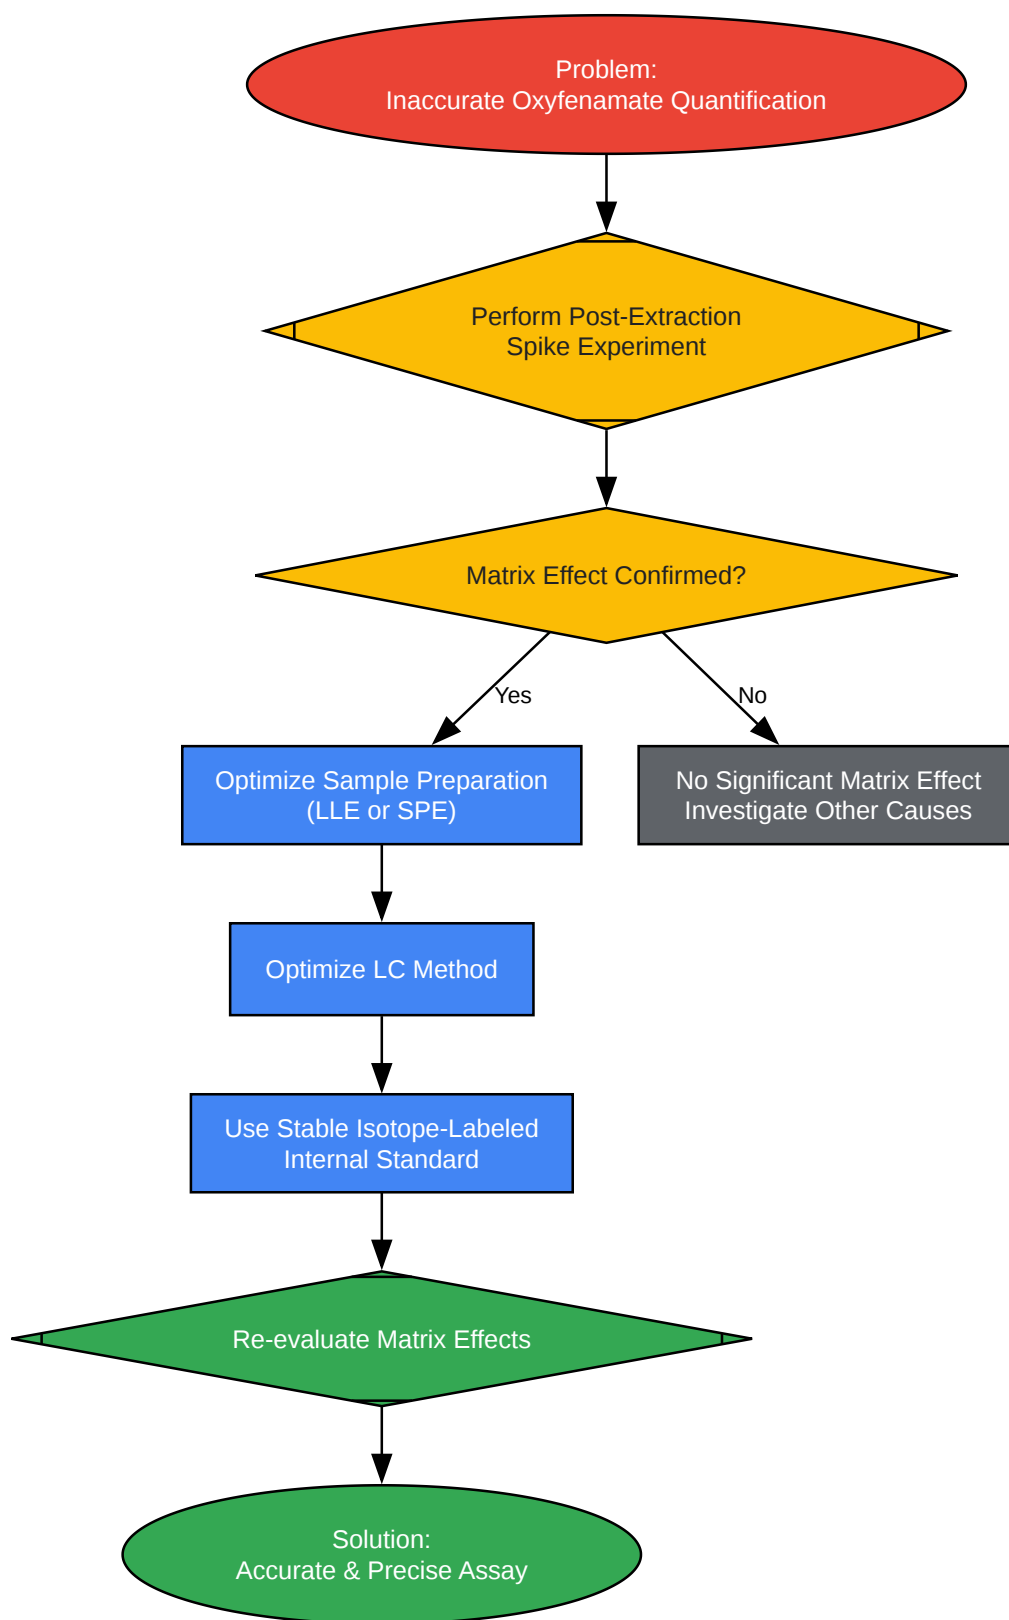 Problem:
Inaccurate Oxyfenamate Quantification
Perform Post-Extraction
Spike Experiment
Matrix Effect Confirmed?
Yes
No
Optimize Sample Preparation
(LLE or SPE)
No Significant Matrix Effect
Investigate Other Causes
Optimize LC Method
Use Stable Isotope-Labeled
Internal Standard
Re-evaluate Matrix Effects
Solution:
Accurate & Precise Assay